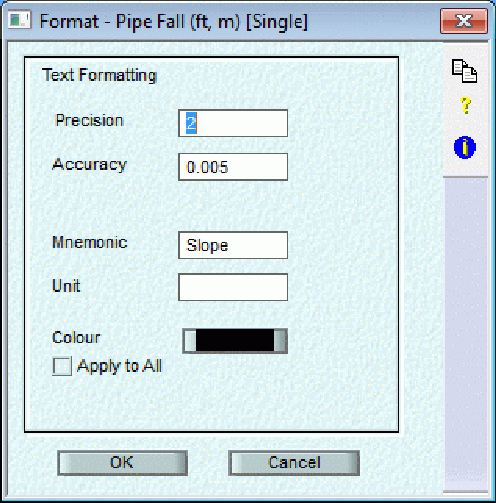 Format - Pipe Fall (ft, m) [Single]
Text Formatting
Precision 2
Accuracy 0.005
Mnemonic Slope
Unit
Colour
Apply to All
OK Cancel
?
i